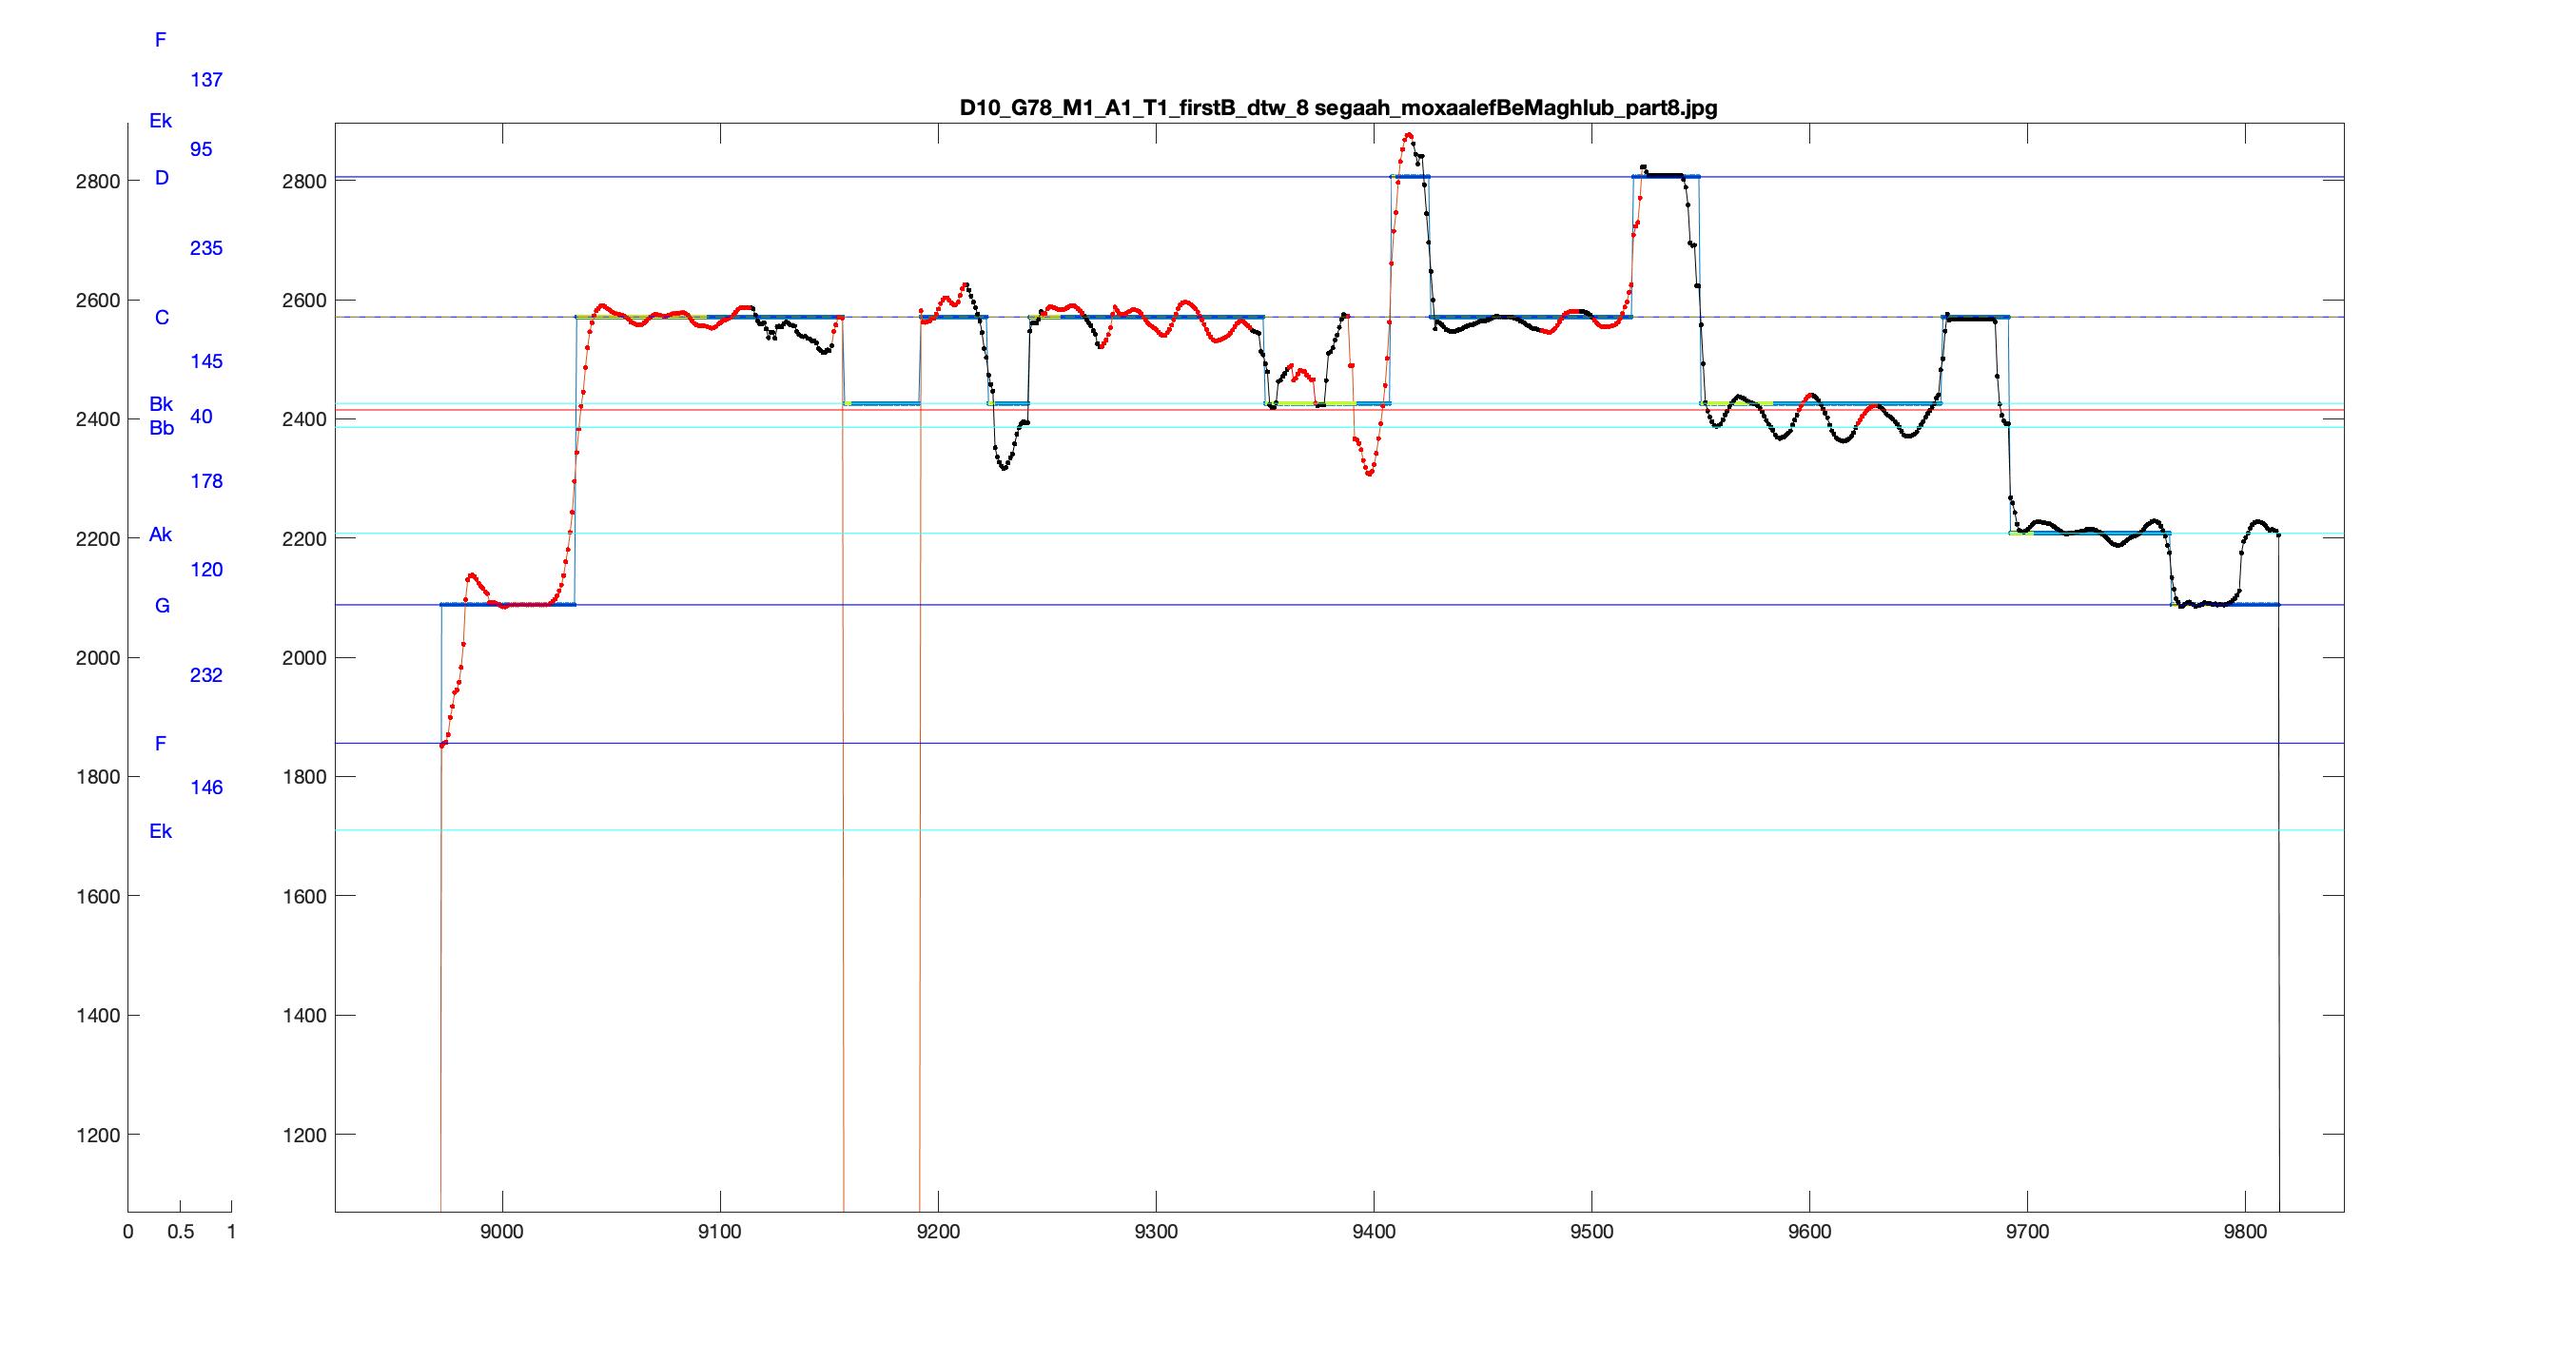 F
137
D10_G78_M1_A1_T1_firstB_dtw_8 segaah_moxaalefBeMaghlub_part8.jpg
Ek
95
2800 D 2800
235
2600 2600
C
145
Bk
2400 40 2400
Bb
178
2200 Ak 2200
120
G
2000 2000
232
F
1800 146 1800
Ek
1600 1600
1400 1400
1200 1200
0 0.5 1 9000 9100 9200 9300 9400 9500 9600 9700 9800